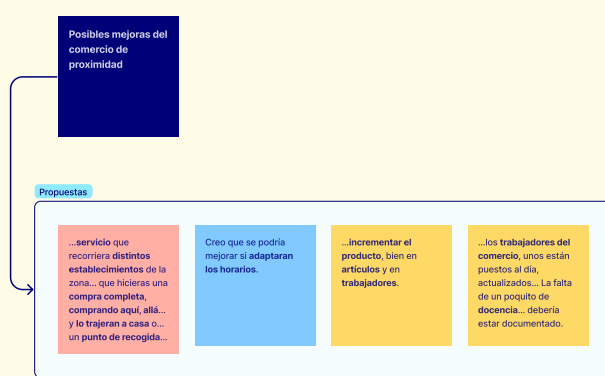 Posibles mejoras del
comercio de
proximidad
Propuestas
...servicio que
recorriera distintos
establecimientos de la
zona... que hicieras una
compra completa,
comprando aquí, allá...
y lo trajeran a casa o...
un punto de recogida...
Creo que se podría
mejorar si adaptaran
los horarios.
...incrementar el
producto, bien en
artículos y en
trabajadores.
...los trabajadores del
comercio, unos están
puestos al día,
actualizados... La falta
de un poquito de
docencia... debería
estar documentado.